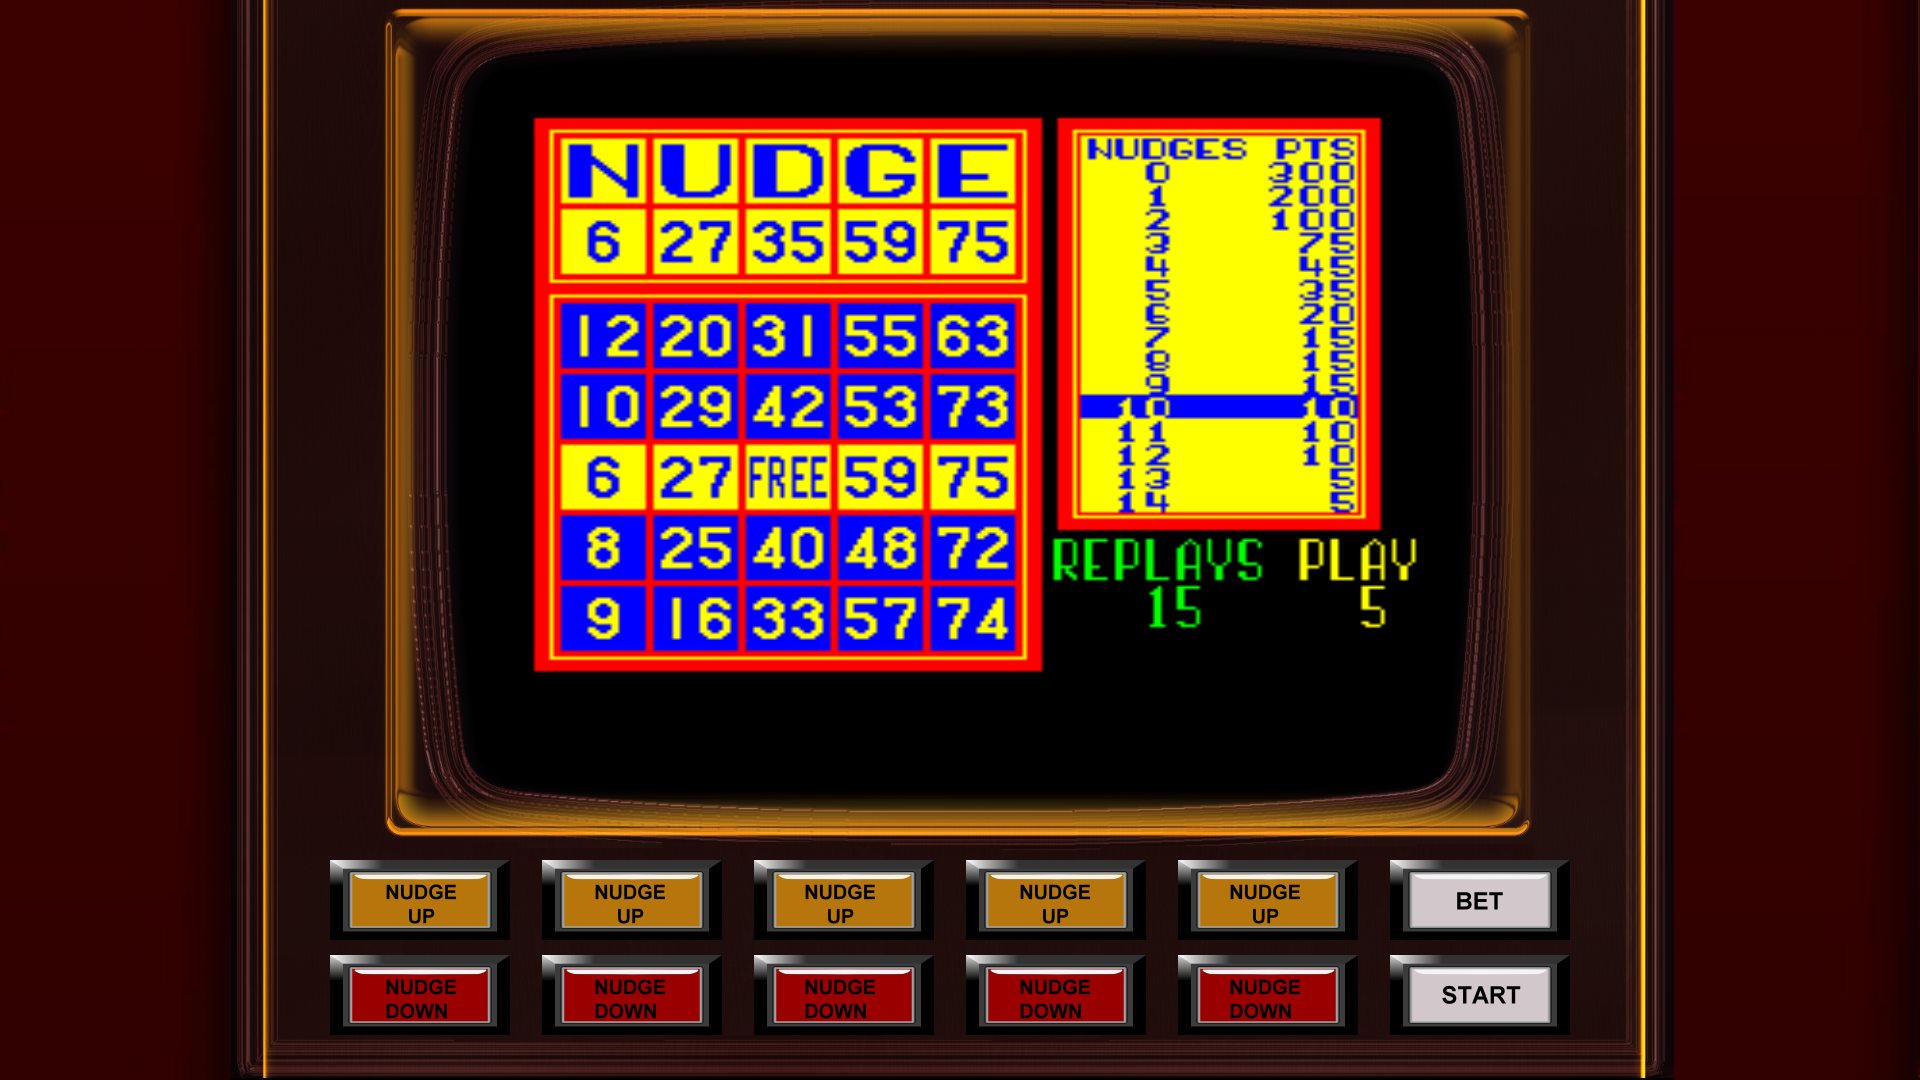 NUDGE
6 27 35 59 75
12 20 31 55 63
10 29 42 53 73
6 27 FREE 59 75
8 25 40 48 72
9 16 33 57 74
NUDGES PTS
0 300
1 200
2 100
3 75
4 45
5 35
6 20
7 15
8 15
9 15
10 10
11 10
12 10
13 5
14 5
REPLAYS PLAY
15 5
NUDGE UP
NUDGE UP
NUDGE UP
NUDGE UP
NUDGE UP
BET
NUDGE DOWN
NUDGE DOWN
NUDGE DOWN
NUDGE DOWN
NUDGE DOWN
START